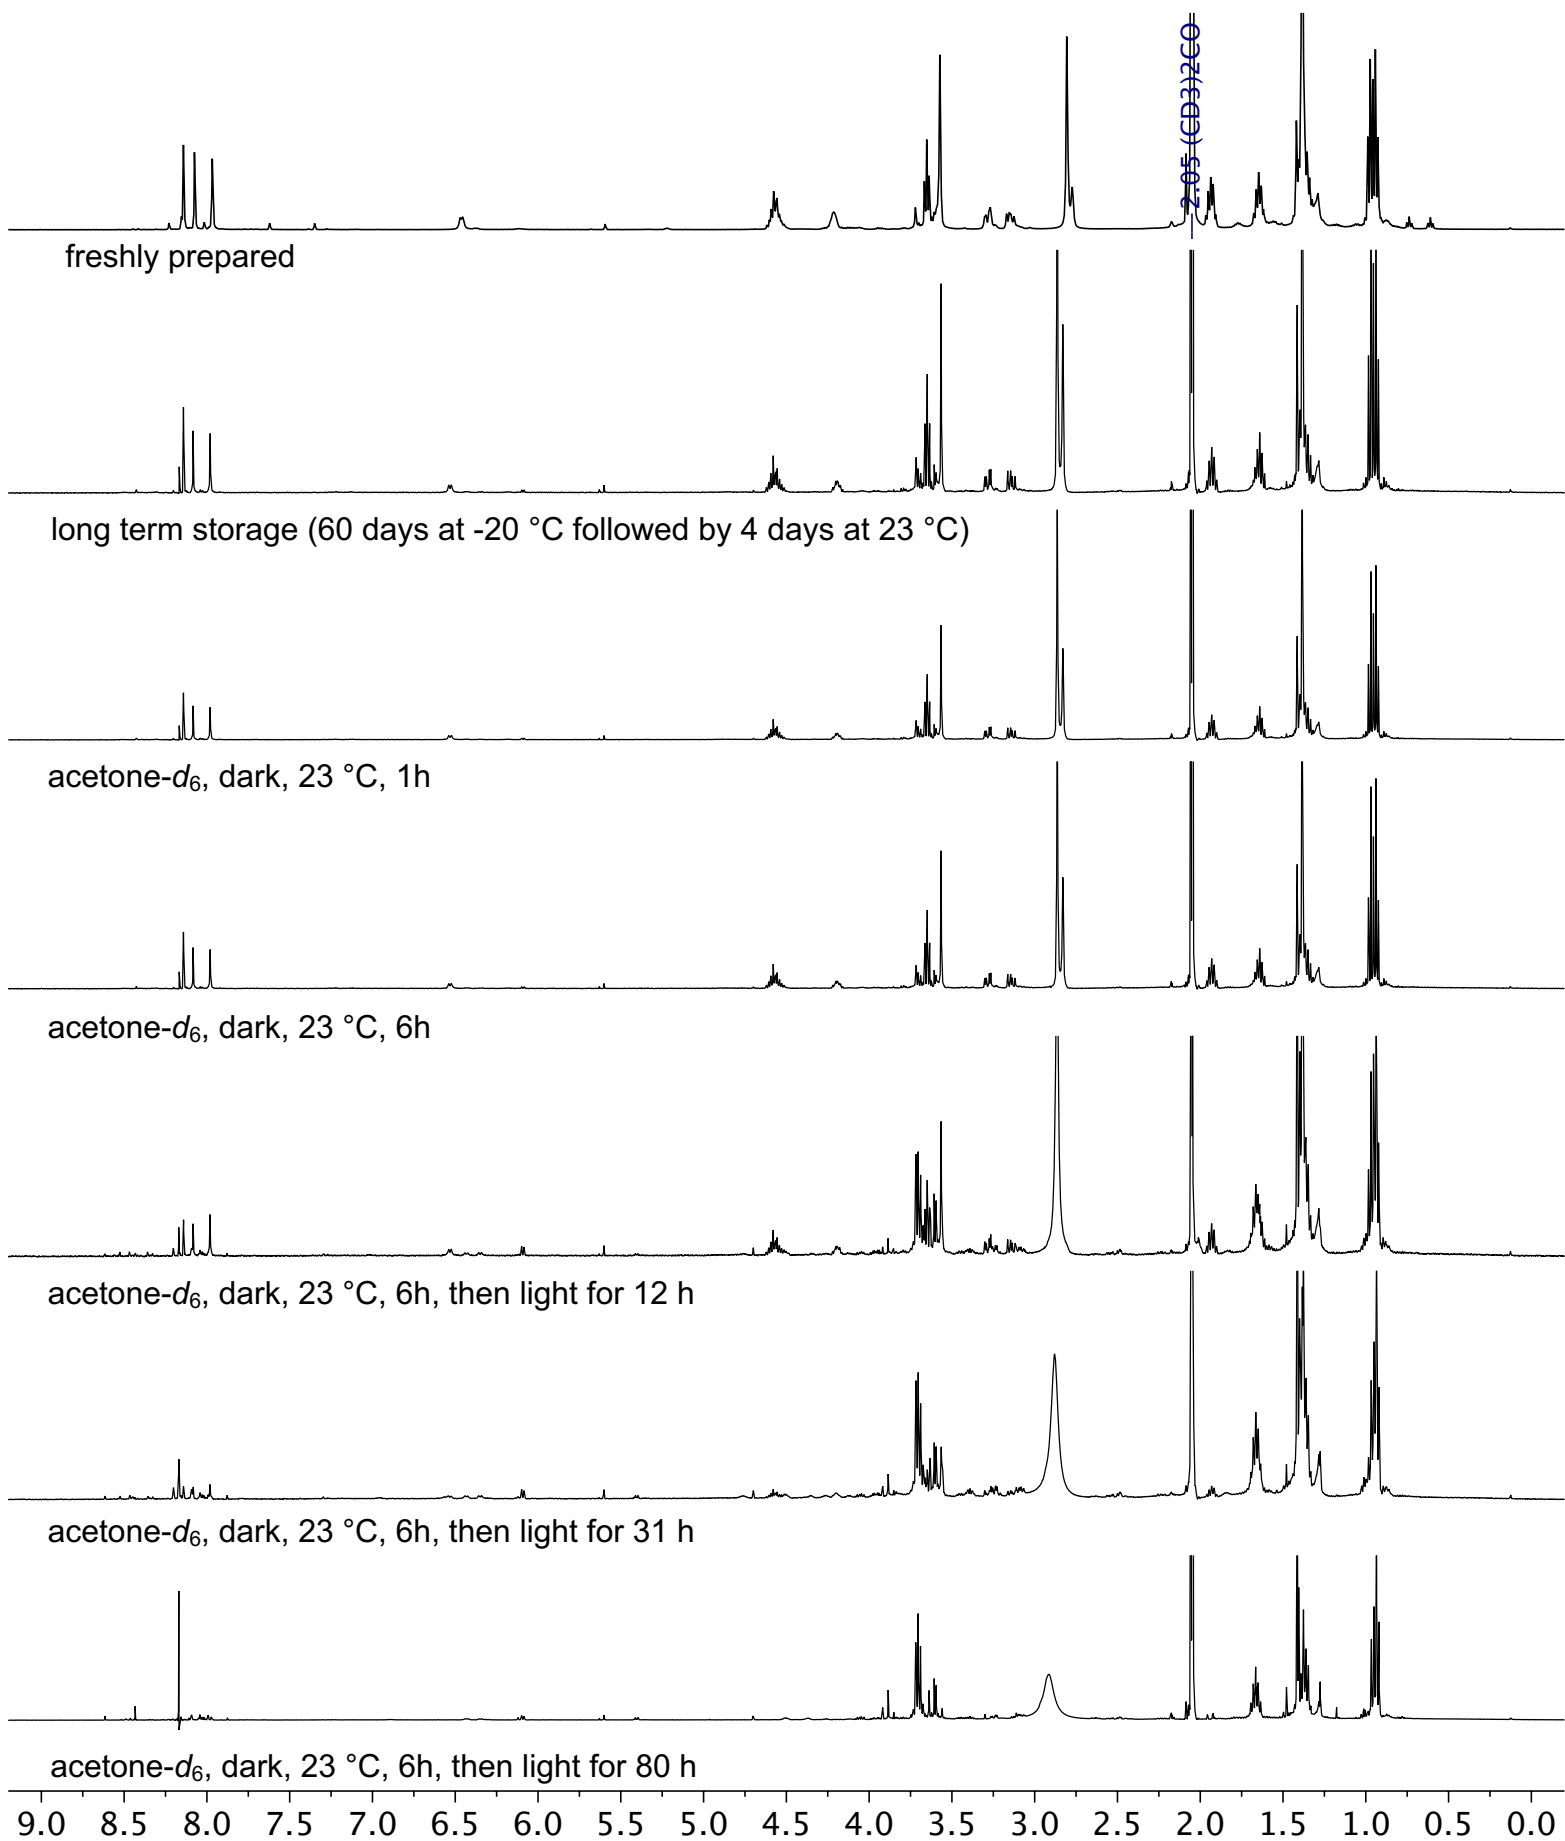 2.05 (CD3)2CO
freshly prepared
long term storage (60 days at -20 °C followed by 4 days at 23 °C)
acetone-d₆, dark, 23 °C, 1h
acetone-d₆, dark, 23 °C, 6h
acetone-d₆, dark, 23 °C, 6h, then light for 12 h
acetone-d₆, dark, 23 °C, 6h, then light for 31 h
acetone-d₆, dark, 23 °C, 6h, then light for 80 h
9.0 8.5 8.0 7.5 7.0 6.5 6.0 5.5 5.0 4.5 4.0 3.5 3.0 2.5 2.0 1.5 1.0 0.5 0.0